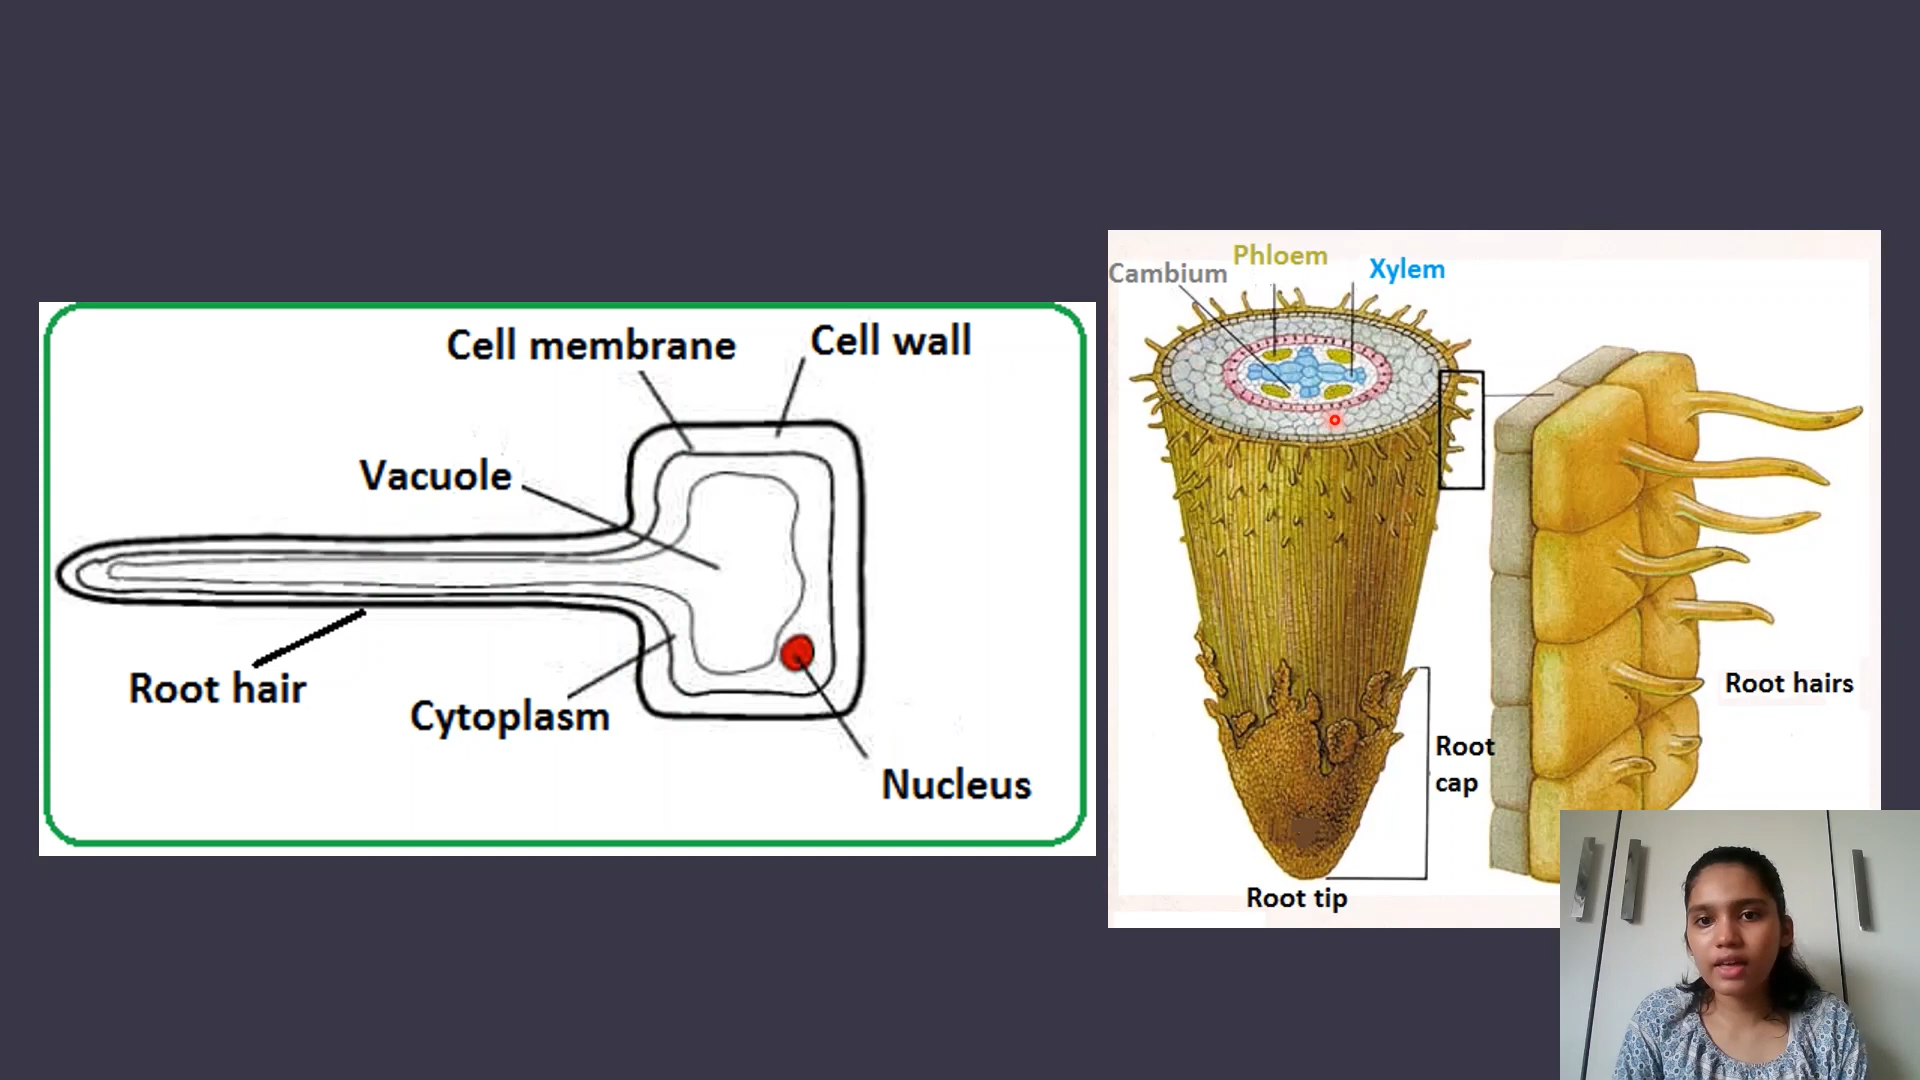 Cell membrane
Cell wall
Vacuole
Root hair
Cytoplasm
Nucleus
Phloem
Cambium
Xylem
Root hairs
Root
cap
Root tip